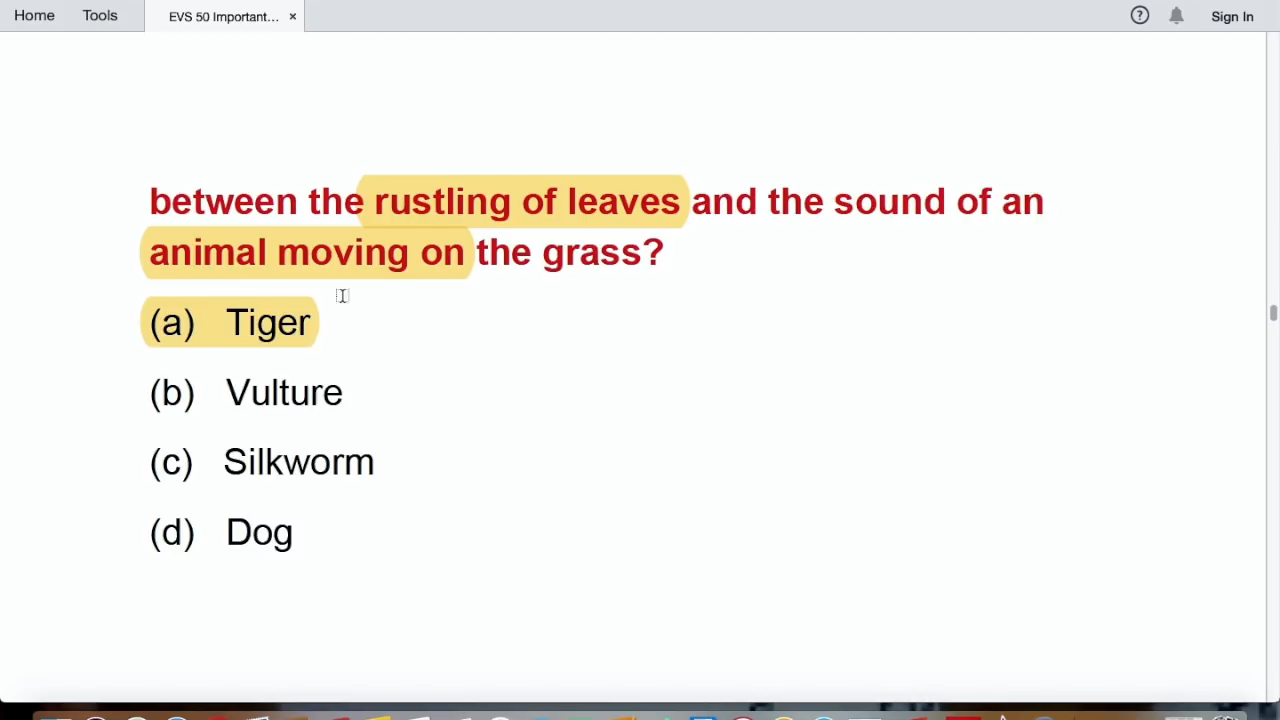 Home Tools EVS 50 Important... × ? Sign In
between the rustling of leaves and the sound of an
animal moving on the grass?
(a) Tiger
(b) Vulture
(c) Silkworm
(d) Dog